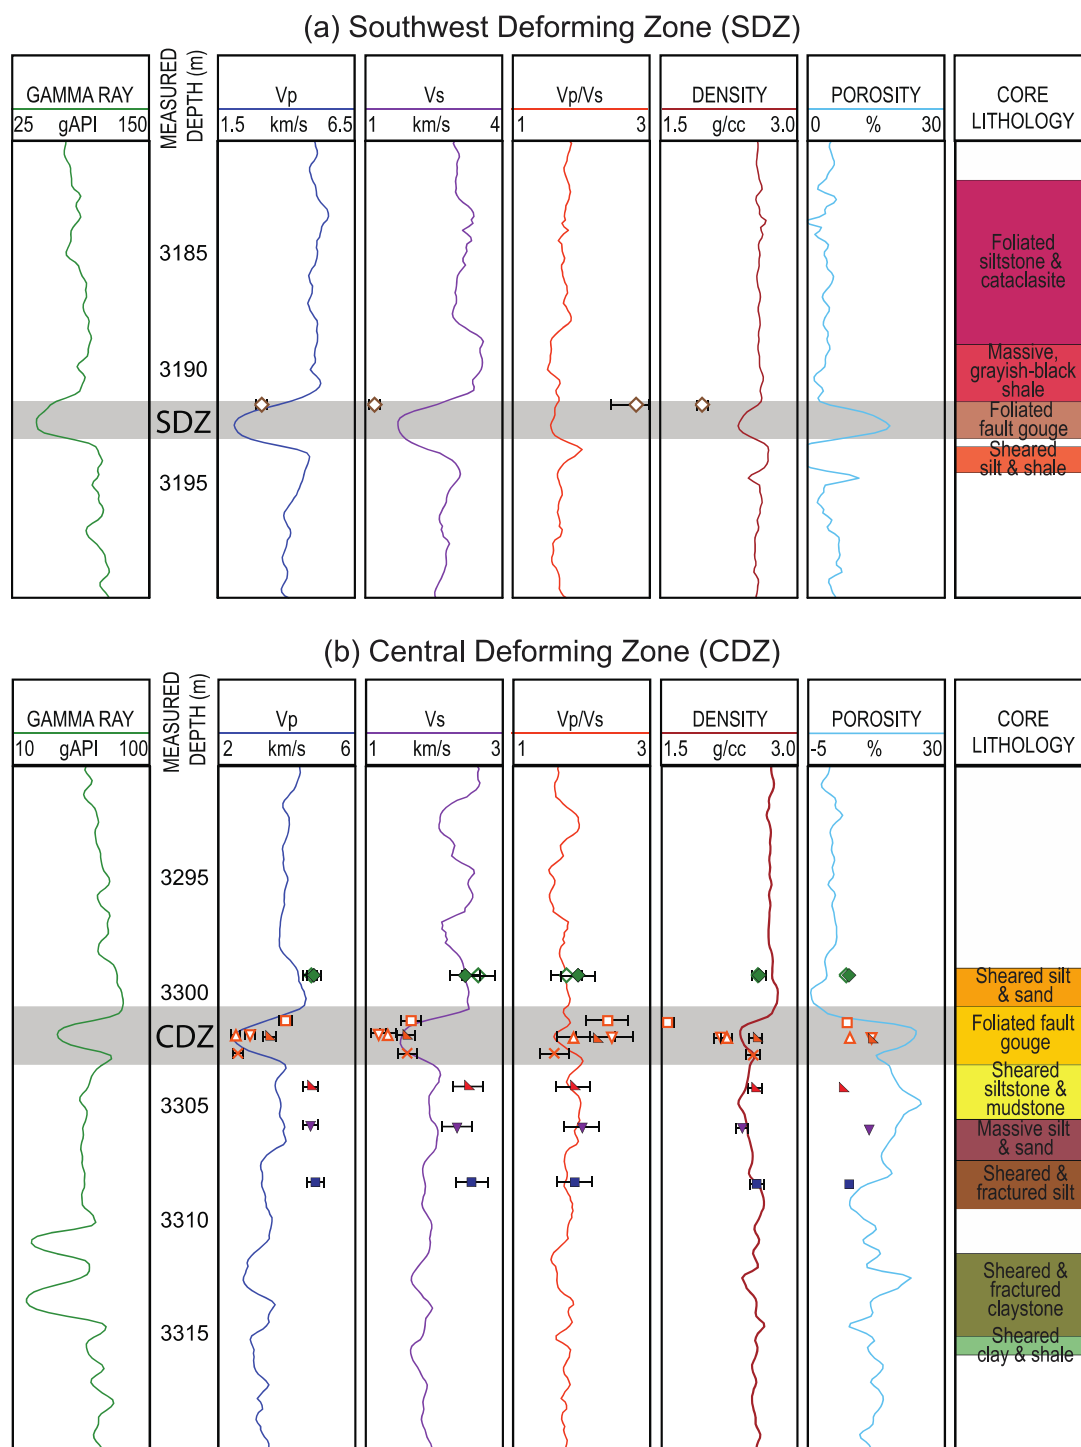 (a) Southwest Deforming Zone (SDZ)
GAMMA RAY
25 gAPI 150
MEASURED
DEPTH (m)
Vp
1.5 km/s 6.5
Vs
1 km/s 4
Vp/Vs
1 3
DENSITY
1.5 g/cc 3.0
POROSITY
0 % 30
CORE
LITHOLOGY
3185
3190
SDZ
3195
Foliated
siltstone &
cataclasite
Massive,
grayish-black
shale
Foliated
fault gouge
Sheared
silt & shale
(b) Central Deforming Zone (CDZ)
GAMMA RAY
10 gAPI 100
MEASURED
DEPTH (m)
Vp
2 km/s 6
Vs
1 km/s 3
Vp/Vs
1 3
DENSITY
1.5 g/cc 3.0
POROSITY
-5 % 30
CORE
LITHOLOGY
3295
3300
CDZ
3305
3310
3315
Sheared silt
& sand
Foliated fault
gouge
Sheared
siltstone &
mudstone
Massive silt
& sand
Sheared &
fractured silt
Sheared &
fractured
claystone
Sheared
clay & shale